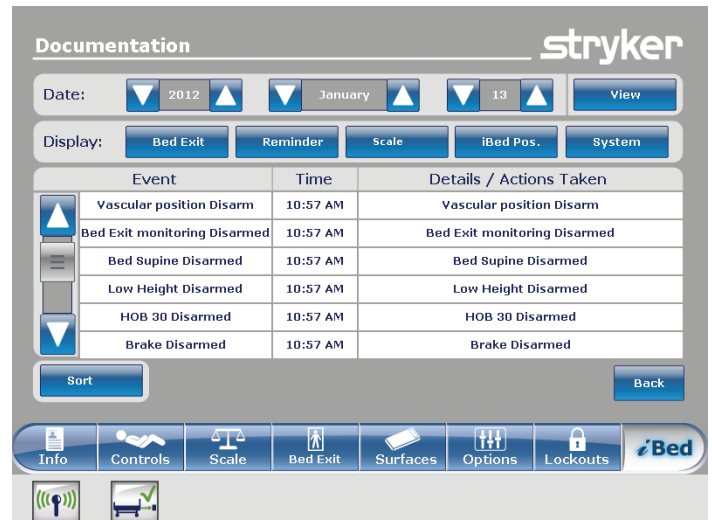 Documentation
stryker
Date: 2012 January 13 View
Display: Bed Exit Reminder Scale iBed Pos. System
Event Time Details / Actions Taken
Vascular position Disarm 10:57 AM Vascular position Disarm
Bed Exit monitoring Disarmed 10:57 AM Bed Exit monitoring Disarmed
Bed Supine Disarmed 10:57 AM Bed Supine Disarmed
Low Height Disarmed 10:57 AM Low Height Disarmed
HOB 30 Disarmed 10:57 AM HOB 30 Disarmed
Brake Disarmed 10:57 AM Brake Disarmed
Sort Back
Info Controls Scale Bed Exit Surfaces Options Lockouts iBed